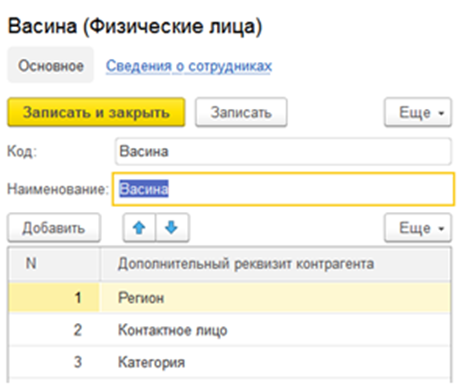 Васина (Физические лица)
Основное Сведения о сотрудниках
Записать и закрыть Записать Еще
Код: Васина
Наименование: Васина
Добавить Еще
N Дополнительный реквизит контрагента
1 Регион
2 Контактное лицо
3 Категория